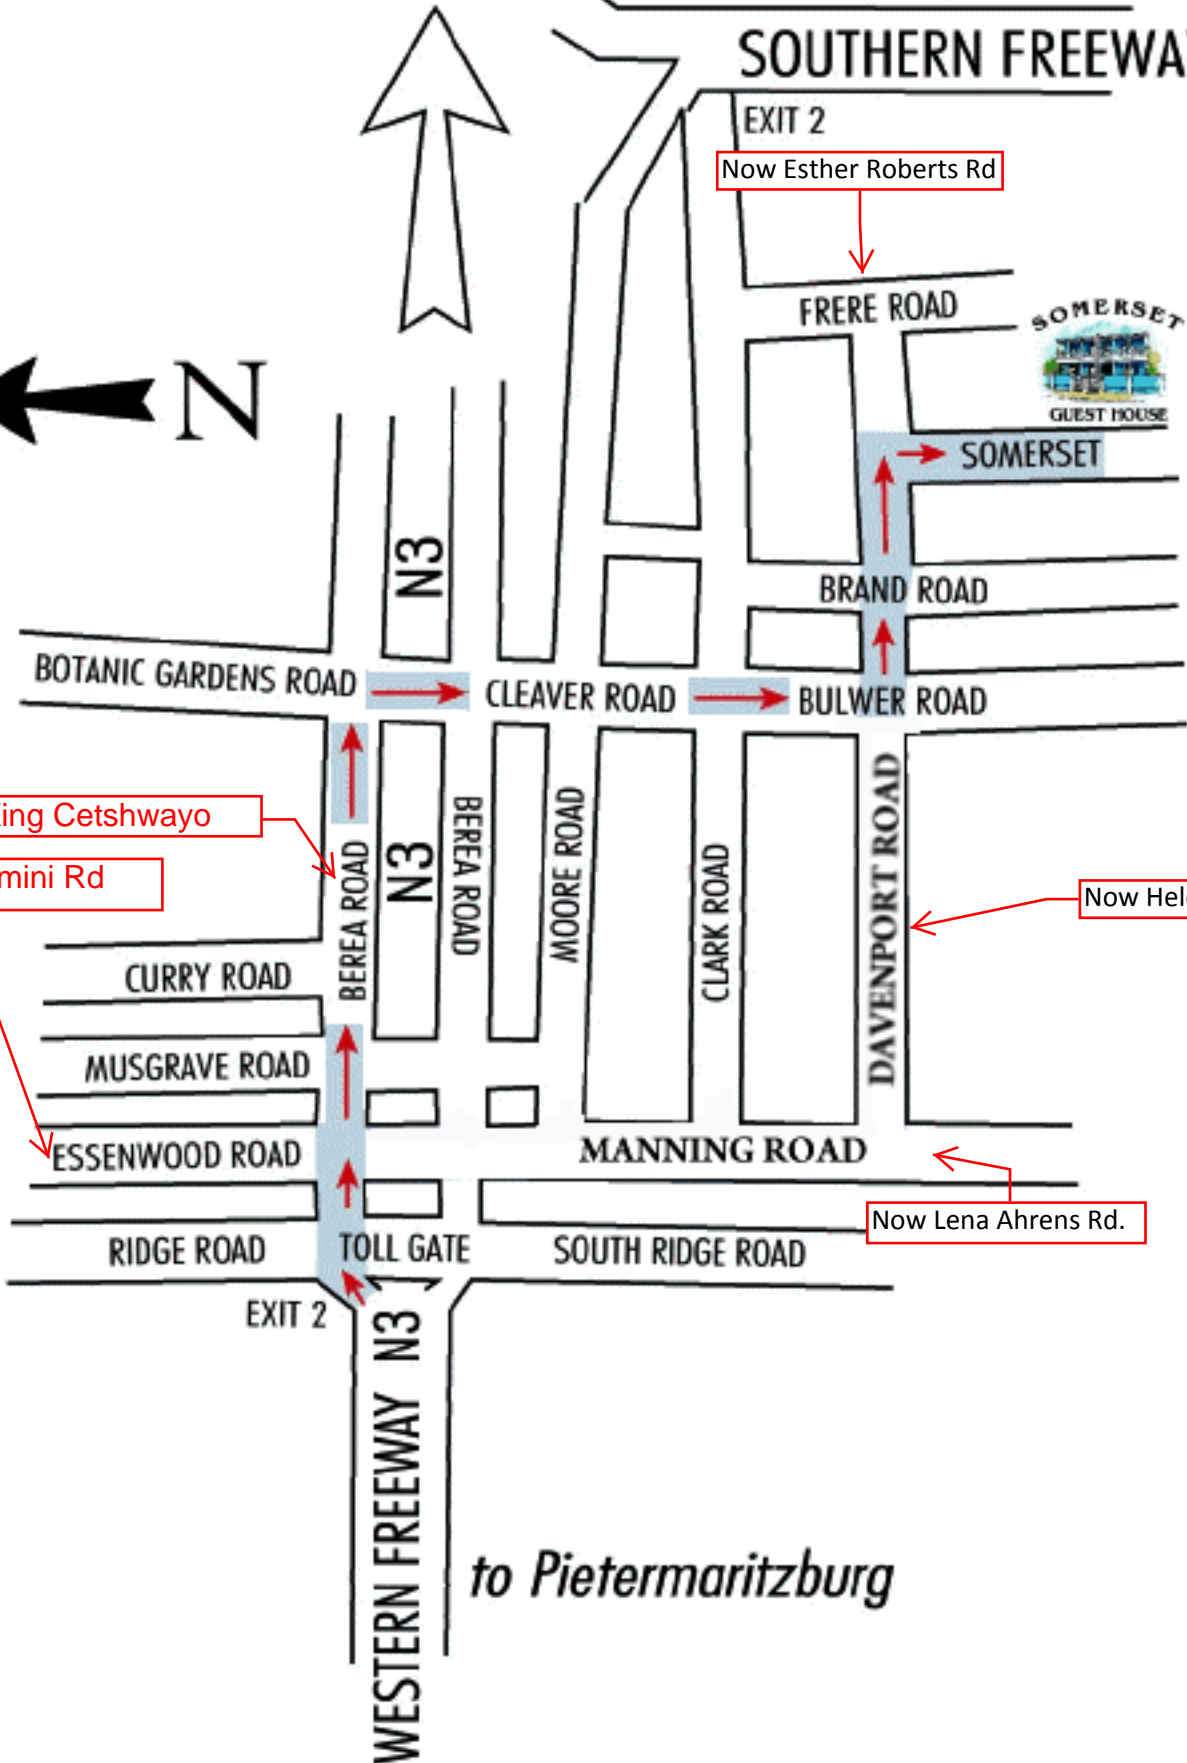 SOUTHERN FREEWA
EXIT 2
Now Esther Roberts Rd
FRERE ROAD
SOMERSET
GUEST HOUSE
N
SOMERSET
N3
BRAND ROAD
BOTANIC GARDENS ROAD
CLEAVER ROAD
BULWER ROAD
King Cetshwayo
mini Rd
BEREA ROAD
N3
BEREA ROAD
MOORE ROAD
CLARK ROAD
DAVENPORT ROAD
Now Hel
CURRY ROAD
MUSGRAVE ROAD
ESSENWOOD ROAD
MANNING ROAD
Now Lena Ahrens Rd.
RIDGE ROAD
TOLL GATE
SOUTH RIDGE ROAD
EXIT 2
WESTERN FREEWAY N3
to Pietermaritzburg